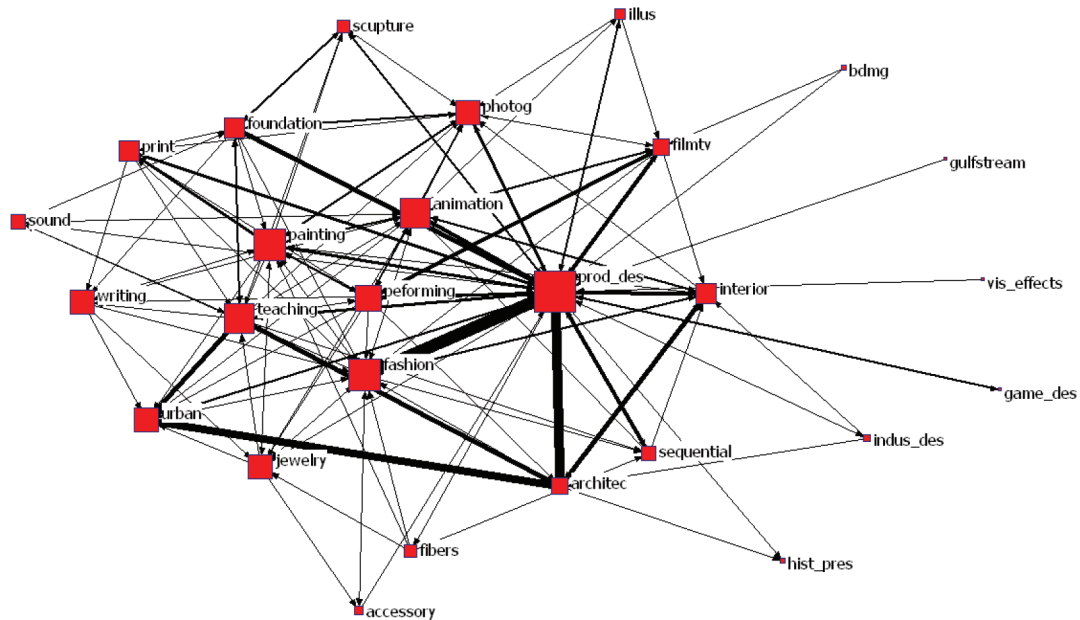 illus
scupture
bdmg
photog
foundation
filmtv
print
gulfstream
animation
sound
painting
prod_des
vis_effects
interior
peforming
writing
teaching
fashion
game_des
urban
indus_des
sequential
jewelry
architec
fibers
hist_pres
accessory